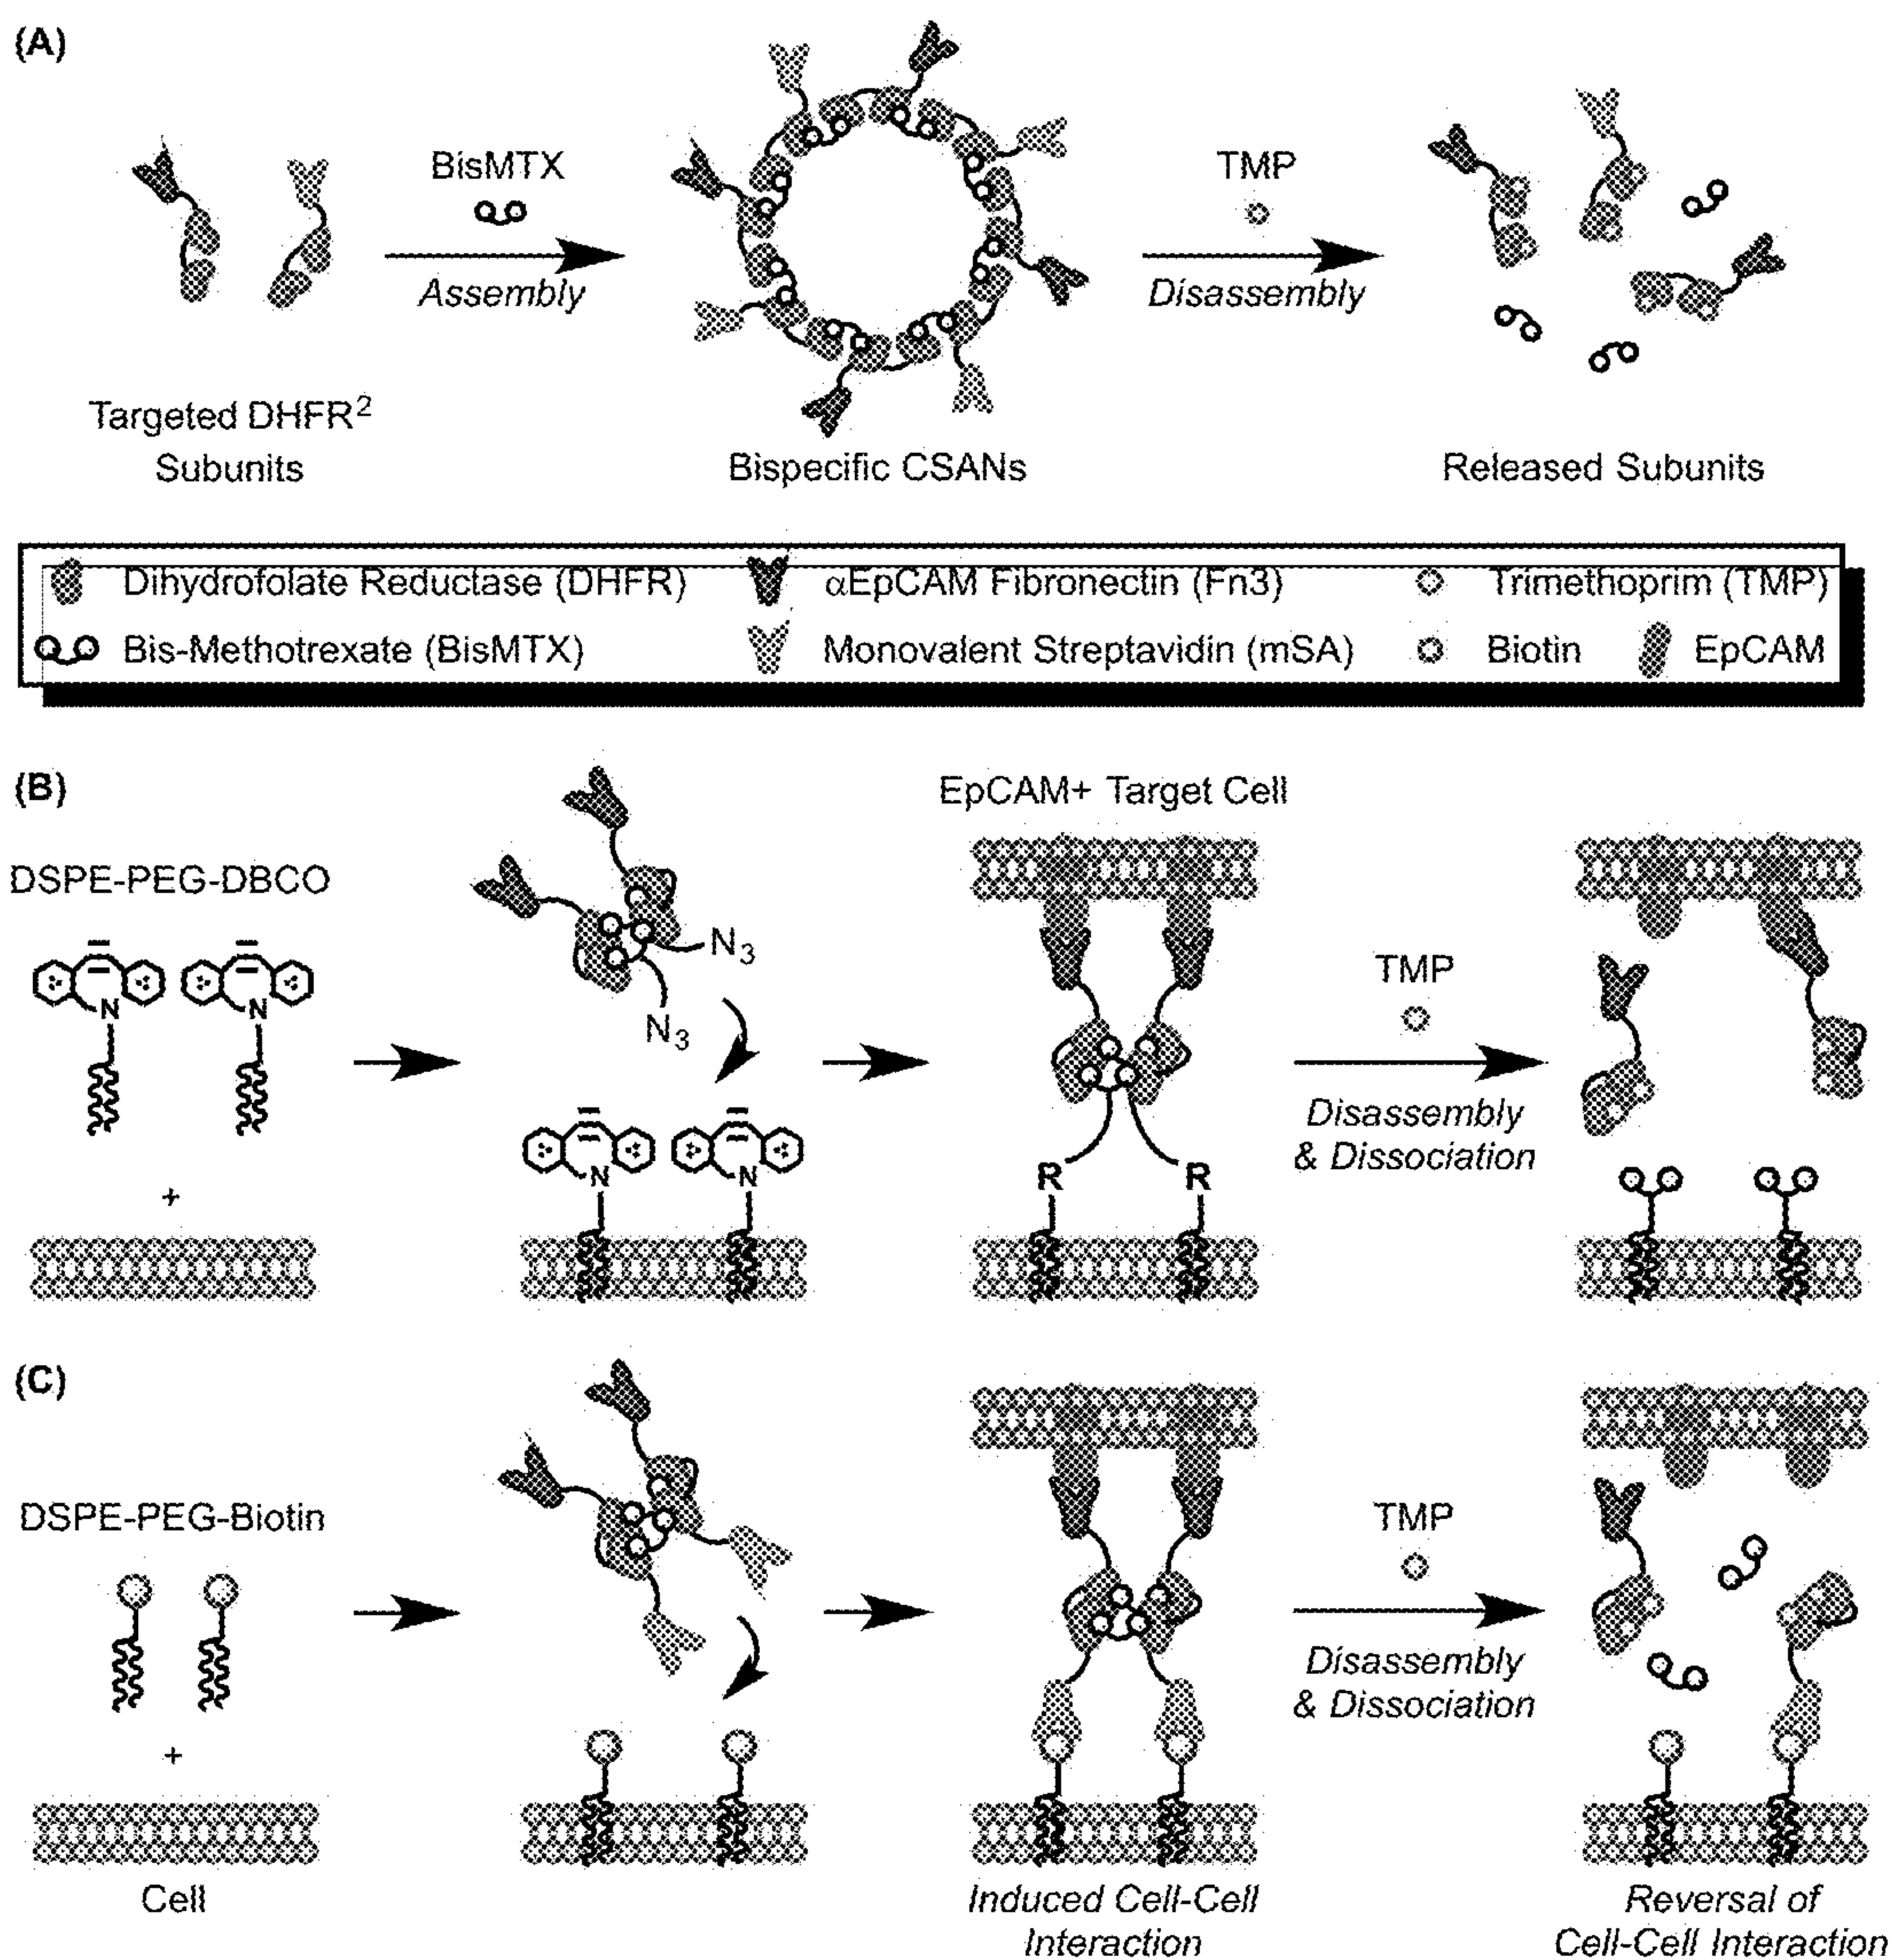 (A)
BisMTX
Assembly
TMP
Disassembly
Targeted DHFR²
Subunits
Bispecific CSANs
Released Subunits
Dihydrofolate Reductase (DHFR)
αEpCAM Fibronectin (Fn3)
Trimethoprim (TMP)
Bis-Methotrexate (BisMTX)
Monovalent Streptavidin (mSA)
Biotin
EpCAM
(B)
EpCAM+ Target Cell
DSPE-PEG-DBCO
N₃
N₃
N
N
TMP
Disassembly
& Dissociation
N
N
R
R
+
(C)
DSPE-PEG-Biotin
TMP
Disassembly
& Dissociation
+
Cell
Induced Cell-Cell
Interaction
Reversal of
Cell-Cell Interaction